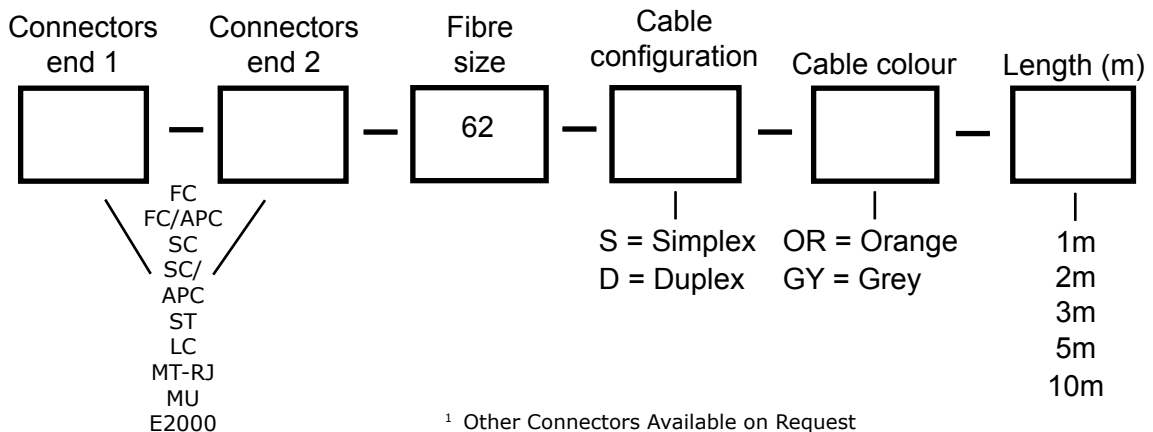 Connectors
end 1
Connectors
end 2
Fibre
size
Cable
configuration
Cable colour
Length (m)
62
FC
FC/APC
SC
SC/
APC
ST
LC
MT-RJ
MU
E2000
S = Simplex
D = Duplex
OR = Orange
GY = Grey
1m
2m
3m
5m
10m
¹ Other Connectors Available on Request